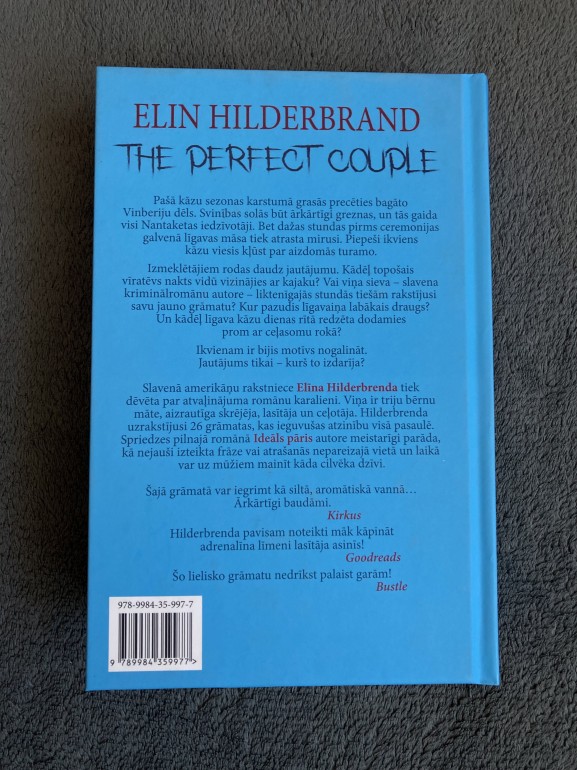 ELIN HILDERBRAND
THE PERFECT COUPLE
Pašā kāzu sezonas karstumā grasās precēties bagāto
Vinberiju dēls. Svinības solās būt ārkārtīgi greznas, un tās gaida
visi Nantaketas iedzīvotāji. Bet dažas stundas pirms ceremonijas
galvenā līgavas māsa tiek atrasta mirusi. Piepeši ikviens
kāzu viesis kļūst par aizdomās turamo.
Izmeklētājiem rodas daudz jautājumu. Kādēļ topošais
vīratēvs nakts vidū vizinājies ar kajaku? Vai viņa sieva – slavena
kriminālromānu autore – liktenīgajās stundās tiešām rakstījusi
savu jauno grāmatu? Kur pazudis līgavaiņa labākais draugs?
Un kādēļ līgava kāzu dienas rītā redzēta dodamies
prom ar ceļasomu rokā?
Ikvienam ir bijis motīvs nogalināt.
Jautājums tikai – kurš to izdarīja?
Slavenā amerikāņu rakstniece Elina Hilderbrenda tiek
dēvēta par atvaļinājuma romānu karalieni. Viņa ir triju bērnu
māte, aizrautīga skrējēja, lasītāja un ceļotāja. Hilderbrenda
uzrakstījusi 26 grāmatas, kas ieguvušas atzinību visā pasaulē.
Spriedzes pilnajā romānā Ideāls pāris autore meistarīgi parāda,
kā nejauši izteikta frāze vai atrašanās nepareizajā vietā un laikā
var uz mūžiem mainīt kāda cilvēka dzīvi.
Šajā grāmatā var iegrimt kā siltā, aromātiskā vannā…
Ārkārtīgi baudāmi.
Kirkus
Hilderbrenda pavisam noteikti māk kāpināt
adrenalīna līmeni lasītāja asinīs!
Goodreads
Šo lielisko grāmatu nedrīkst palaist garām!
Bustle
978-9984-35-997-7
9 789984 359977 >